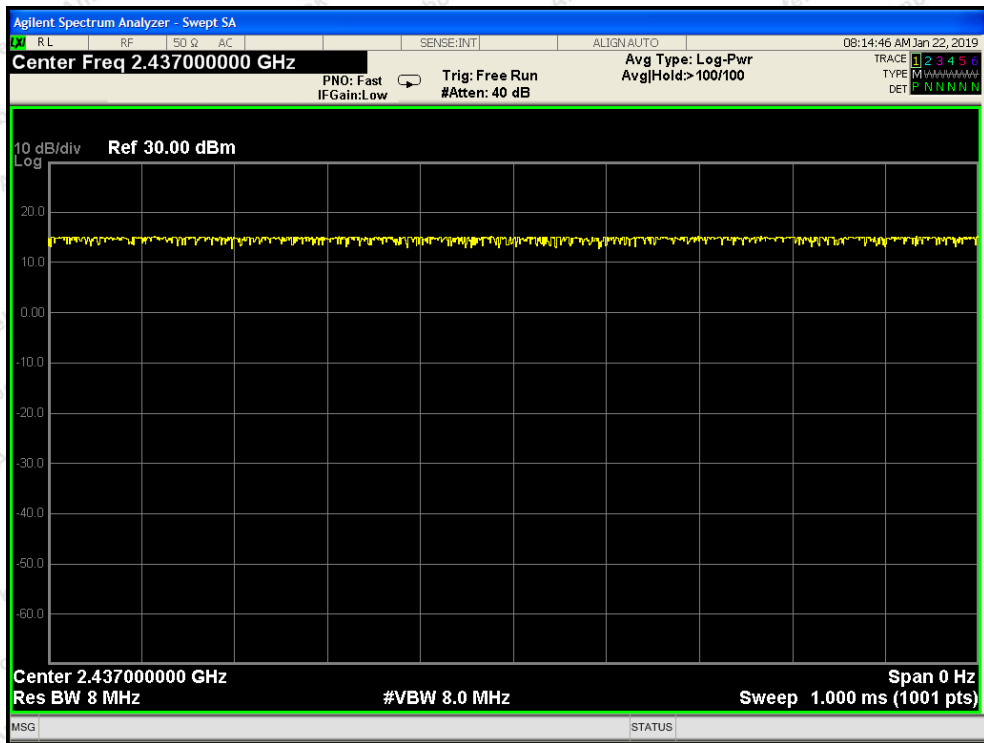 Agilent Spectrum Analyzer - Swept SA
LXI RL RF 50 Ω AC SENSE:INT ALIGN AUTO 08:14:46 AM Jan 22, 2019
Center Freq 2.437000000 GHz
PNO: Fast
IFGain:Low
Trig: Free Run
#Atten: 40 dB
Avg Type: Log-Pwr
Avg|Hold:> 100/100
TRACE 1 2 3 4 5 6
TYPE M WWWWW
DET P N N N N N
10 dB/div Ref 30.00 dBm
Log
20.0
10.0
0.00
-10.0
-20.0
-30.0
-40.0
-50.0
-60.0
Center 2.437000000 GHz Span 0 Hz
Res BW 8 MHz #VBW 8.0 MHz Sweep 1.000 ms (1001 pts)
MSG STATUS